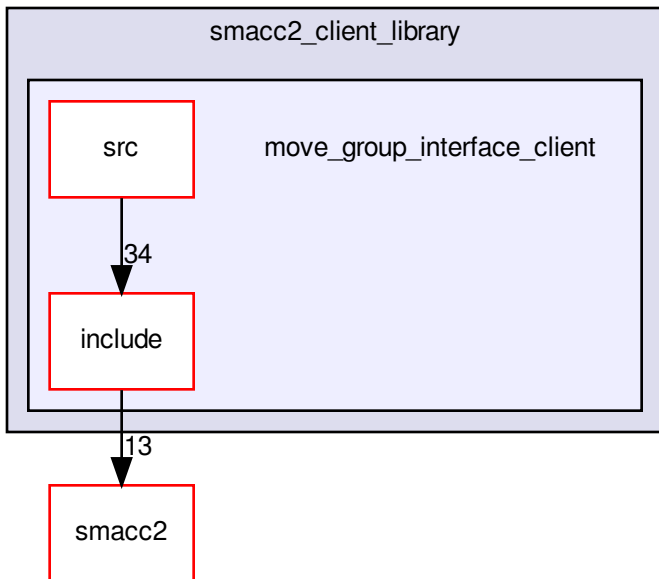 smacc2_client_library
src
move_group_interface_client
34
include
13
smacc2